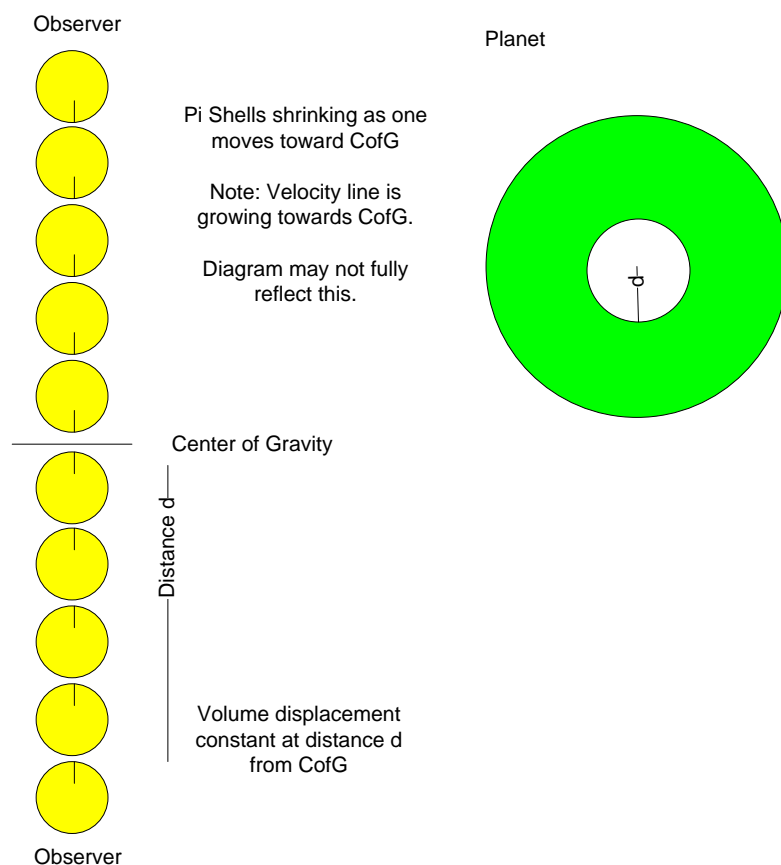 Observer
Planet
Pi Shells shrinking as one
moves toward CofG
Note: Velocity line is
growing towards CofG.
Diagram may not fully
reflect this.
d
Center of Gravity
Distance d
Volume displacement
constant at distance d
from CofG
Observer